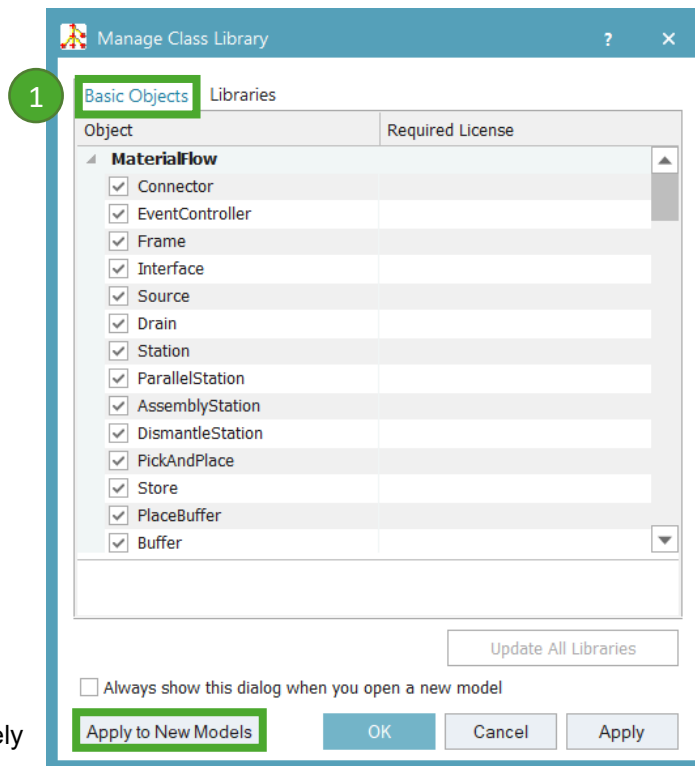 Manage Class Library ? ×
1
Basic Objects Libraries
Object Required License
MaterialFlow
Connector
EventController
Frame
Interface
Source
Drain
Station
ParallelStation
AssemblyStation
DismantleStation
PickAndPlace
Store
PlaceBuffer
Buffer
Update All Libraries
Always show this dialog when you open a new model
ely
Apply to New Models OK Cancel Apply